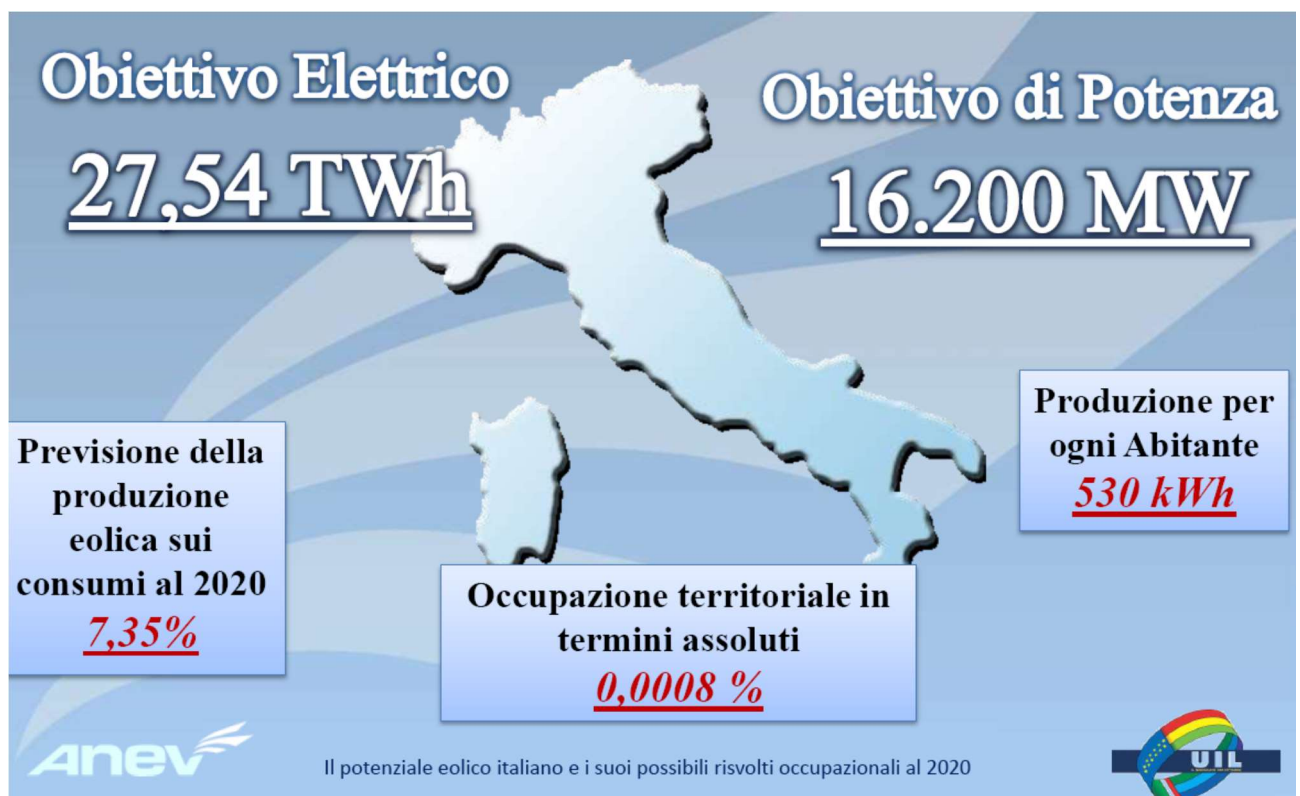 Obiettivo Elettrico
27,54 TWh
Obiettivo di Potenza
16.200 MW
Previsione della
produzione
eolica sui
consumi al 2020
7,35%
Occupazione territoriale in
termini assoluti
0,0008 %
Produzione per
ogni Abitante
530 kWh
Anev
Il potenziale eolico italiano e i suoi possibili risvolti occupazionali al 2020
UIL